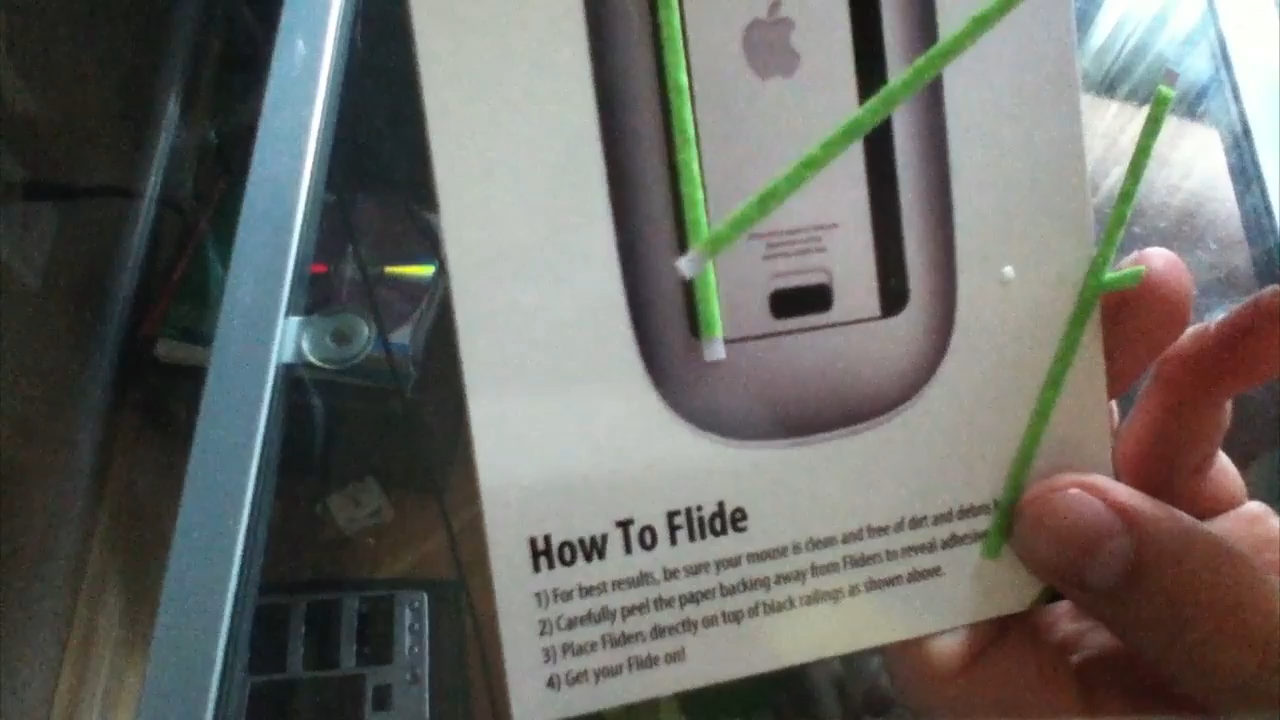 How To Flide
1) For best results, be sure your mouse is clean and free of dirt and debris
2) Carefully peel the paper backing away from Fliders to reveal adhesive
3) Place Fliders directly on top of black railings as shown above.
4) Get your Flide on!